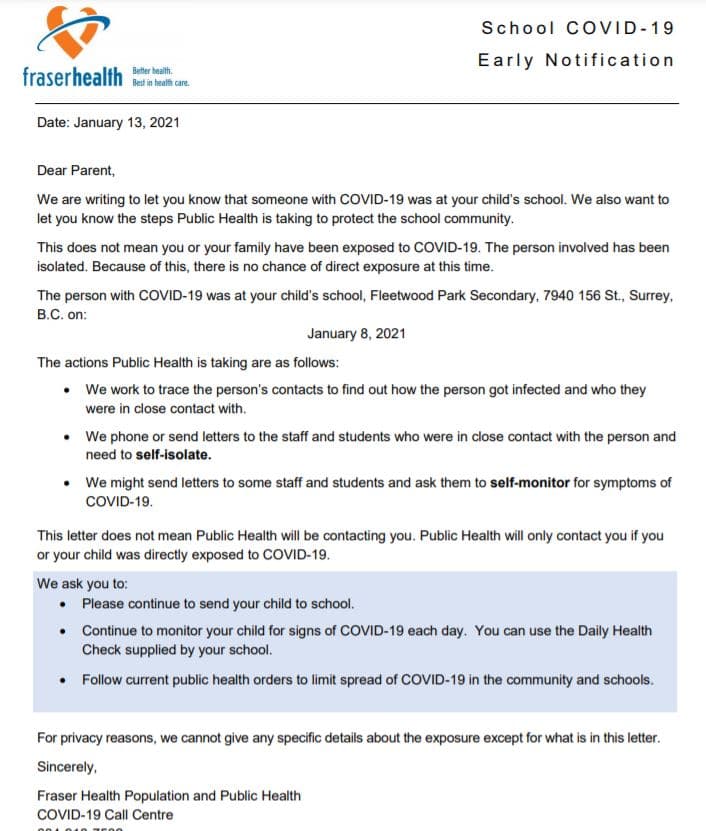 School COVID-19
Early Notification
fraserhealth
Better health.
Best in health care.
Date: January 13, 2021
Dear Parent,
We are writing to let you know that someone with COVID-19 was at your child's school. We also want to
let you know the steps Public Health is taking to protect the school community.
This does not mean you or your family have been exposed to COVID-19. The person involved has been
isolated. Because of this, there is no chance of direct exposure at this time.
The person with COVID-19 was at your child's school, Fleetwood Park Secondary, 7940 156 St., Surrey,
B.C. on:
January 8, 2021
The actions Public Health is taking are as follows:
• We work to trace the person's contacts to find out how the person got infected and who they
were in close contact with.
• We phone or send letters to the staff and students who were in close contact with the person and
need to self-isolate.
• We might send letters to some staff and students and ask them to self-monitor for symptoms of
COVID-19.
This letter does not mean Public Health will be contacting you. Public Health will only contact you if you
or your child was directly exposed to COVID-19.
We ask you to:
• Please continue to send your child to school.
• Continue to monitor your child for signs of COVID-19 each day. You can use the Daily Health
Check supplied by your school.
• Follow current public health orders to limit spread of COVID-19 in the community and schools.
For privacy reasons, we cannot give any specific details about the exposure except for what is in this letter.
Sincerely,
Fraser Health Population and Public Health
COVID-19 Call Centre